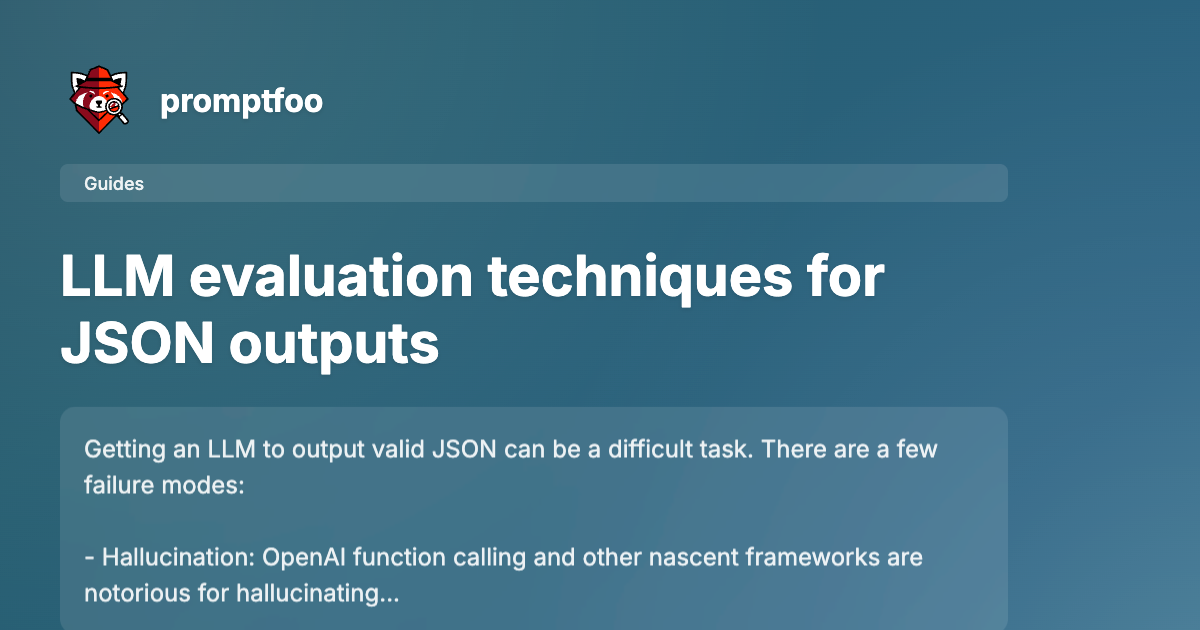 promptfoo
Guides
LLM evaluation techniques for
JSON outputs
Getting an LLM to output valid JSON can be a difficult task. There are a few
failure modes:
- Hallucination: OpenAI function calling and other nascent frameworks are
notorious for hallucinating...